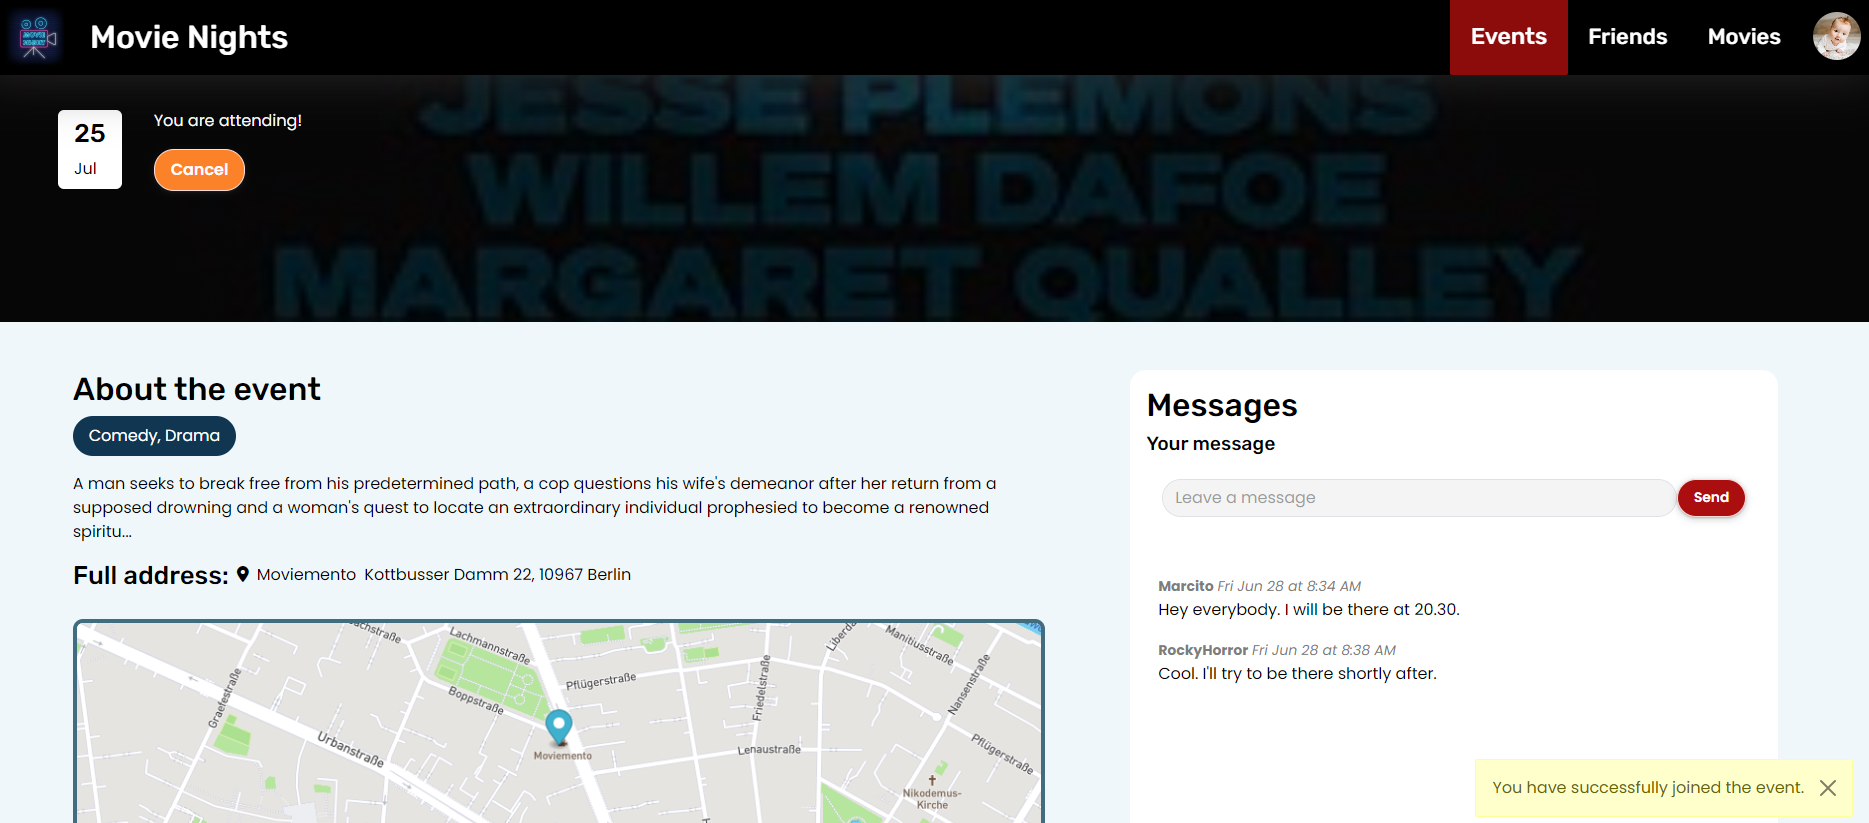 MOVIE
NIGHT
Movie Nights
Events
Friends
Movies
25
Jul
You are attending!
Cancel
JESSE PLEMONS
WILLEM DAFOE
MARGARET QUALLEY
About the event
Comedy, Drama
A man seeks to break free from his predetermined path, a cop questions his wife's demeanor after her return from a
supposed drowning and a woman's quest to locate an extraordinary individual prophesied to become a renowned
spiritu...
Full address: Moviemento Kottbusser Damm 22, 10967 Berlin
Lachmannstraße
Manitiusstraße
Graefestraße
Boppstraße
Pflügerstraße
Friedelstraße
Nansenstraße
Urbanstraße
Moviemento
Lenaustraße
Pflügerstraße
Nikodemus-
Kirche
Messages
Your message
Leave a message
Send
Marcito Fri Jun 28 at 8:34 AM
Hey everybody. I will be there at 20.30.
RockyHorror Fri Jun 28 at 8:38 AM
Cool. I'll try to be there shortly after.
You have successfully joined the event.